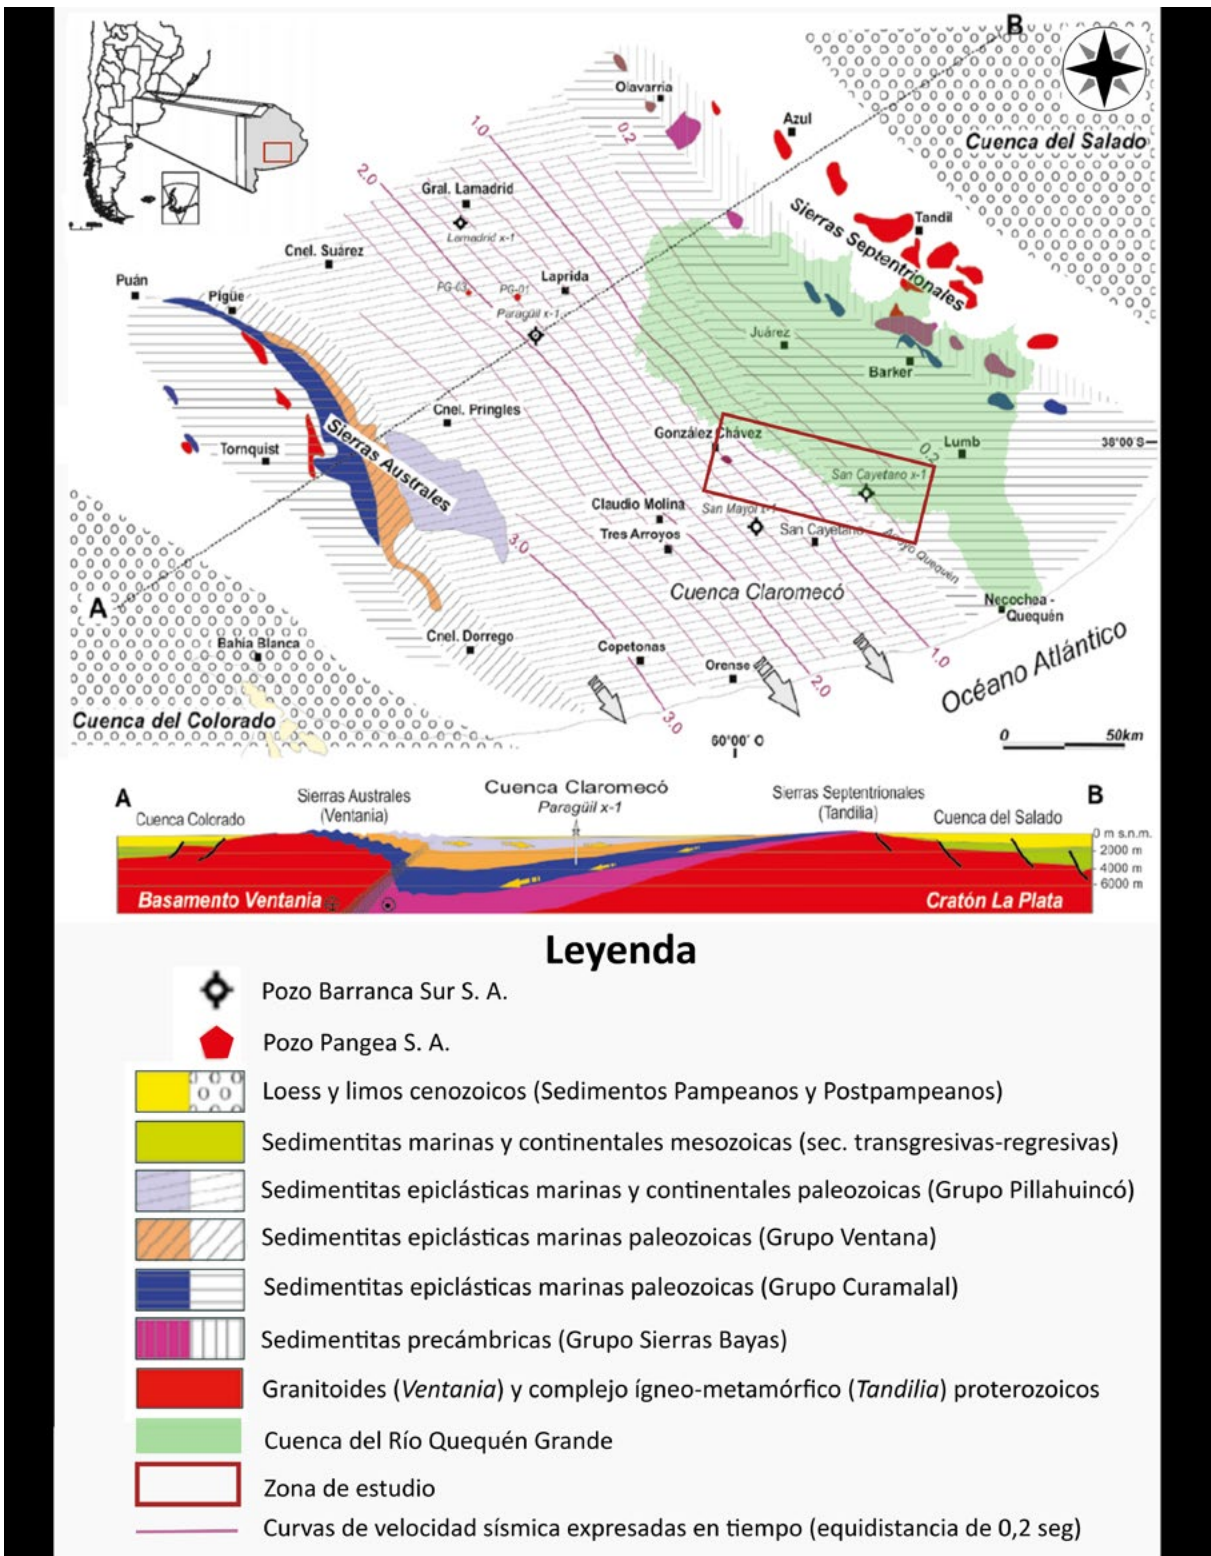 B
Olavarria
Azul
Cuenca del Salado
1.0
0.2
2.0
Gral. Lamadrid
Lamadrid x-1
Tandil
Sierras Septentrionales
Cnel. Suárez
Puán
Pigüe
PG-03
PG-01
Laprida
Paragüil x-1
Juárez
Barker
Cnel. Pringles
González Chávez
38°00'S
Tornquist
Sierras Australes
0.2
Lumb
San Cayetano x-1
Claudio Molina
San Mayol x-1
Tres Arroyos
San Cayetano
3.0
Arroyo Quequén
Cuenca Claromecó
A
Necochea -
Quequén
Bahía Blanca
Cnel. Dorrego
Copetonas
Orense
1.0
2.0
3.0
Océano Atlántico
Cuenca del Colorado
60°00' O
0 50km
A
Sierras Australes
(Ventania)
Cuenca Colorado
Cuenca Claromecó
Paragüil x-1
Sierras Septentrionales
(Tandilia)
Cuenca del Salado
B
0 m s.n.m.
2000 m
4000 m
6000 m
Basamento Ventania
Cratón La Plata
Leyenda
Pozo Barranca Sur S. A.
Pozo Pangea S. A.
Loess y limos cenozoicos (Sedimentos Pampeanos y Postpampeanos)
Sedimentitas marinas y continentales mesozoicas (sec. transgresivas-regresivas)
Sedimentitas epiclásticas marinas y continentales paleozoicas (Grupo Pillahuincó)
Sedimentitas epiclásticas marinas paleozoicas (Grupo Ventana)
Sedimentitas epiclásticas marinas paleozoicas (Grupo Curamalal)
Sedimentitas precámbricas (Grupo Sierras Bayas)
Granitoides (Ventania) y complejo ígneo-metamórfico (Tandilia) proterozoicos
Cuenca del Río Quequén Grande
Zona de estudio
Curvas de velocidad sísmica expresadas en tiempo (equidistancia de 0,2 seg)